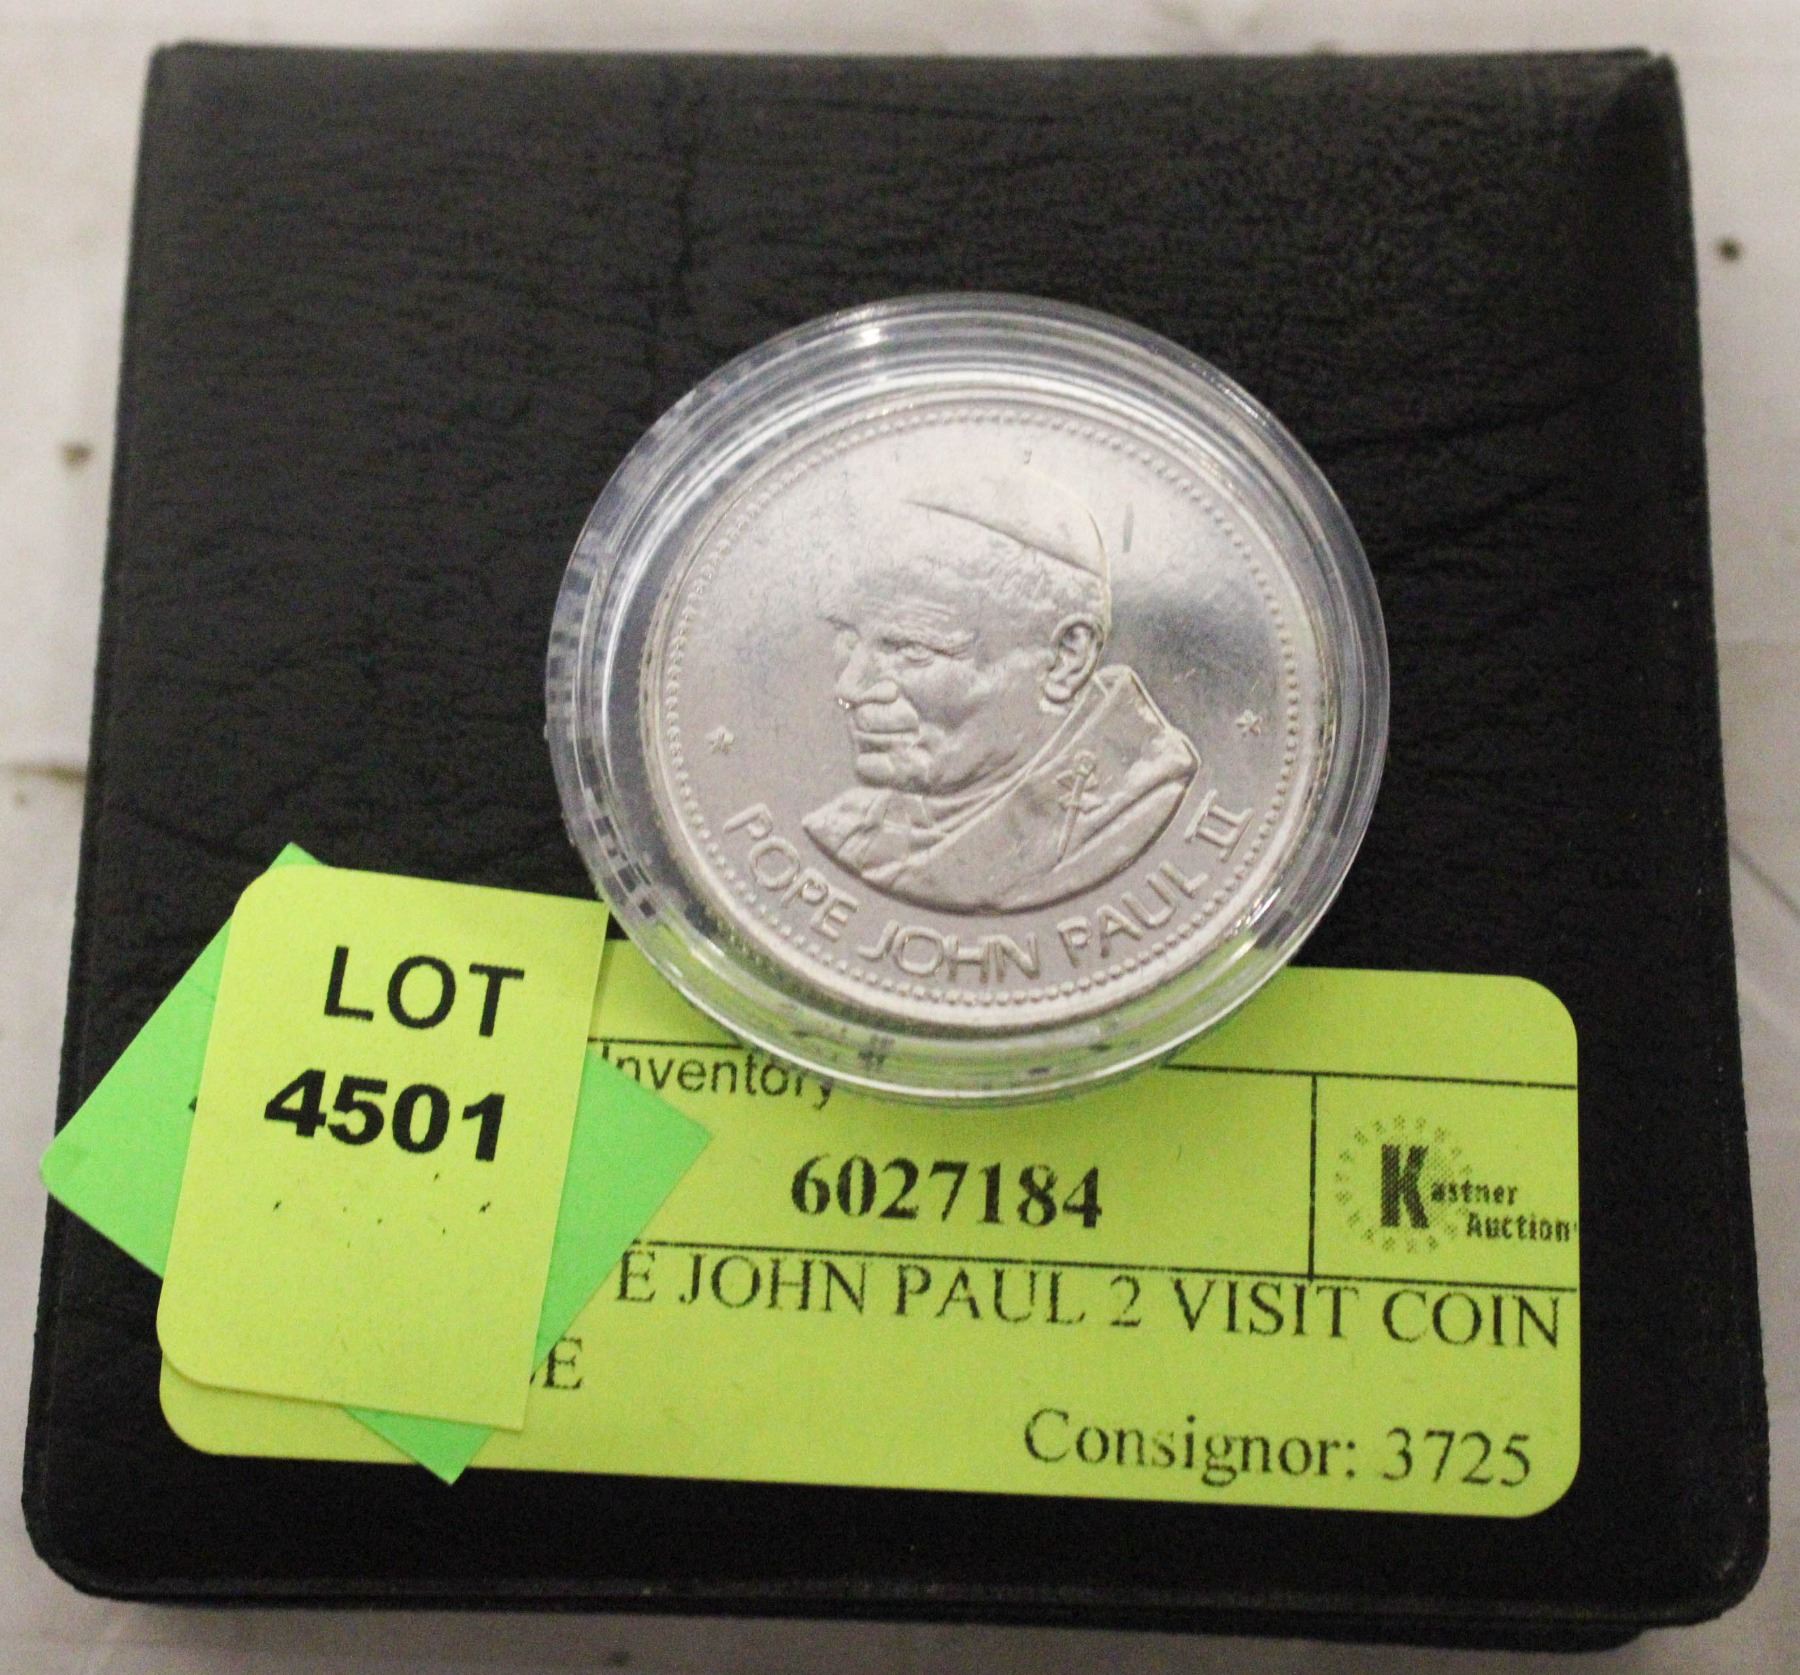 POPE JOHN PAUL II
LOT
4501
Inventory
6027184
Kastner
Auction
E JOHN PAUL 2 VISIT COIN
E
Consignor: 3725